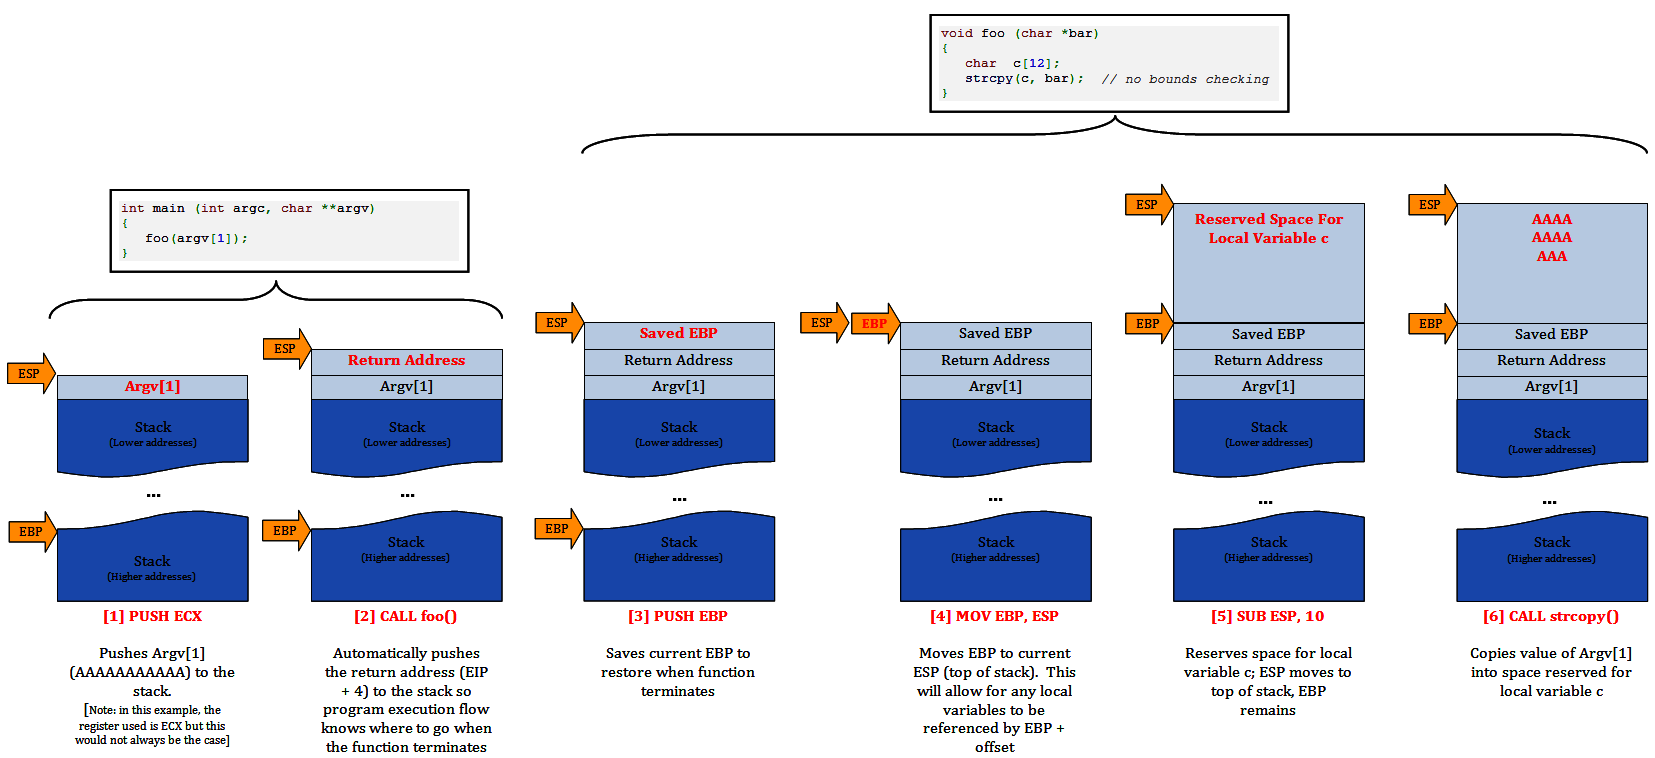 void foo (char *bar)
{
char c[12];
strcpy(c, bar); // no bounds checking
}
int main (int argc, char **argv)
{
foo(argv[1]);
}
ESP
Argv[1]
Stack
(Lower addresses)
...
EBP
Stack
(Higher addresses)
[1] PUSH ECX
Pushes Argv[1]
(AAAAAAAAAAA) to the
stack.
[Note: in this example, the
register used is ECX but this
would not always be the case]
ESP
Return Address
Argv[1]
Stack
(Lower addresses)
...
EBP
Stack
(Higher addresses)
[2] CALL foo()
Automatically pushes
the return address (EIP
+ 4) to the stack so
program execution flow
knows where to go when
the function terminates
ESP
Saved EBP
Return Address
Argv[1]
Stack
(Lower addresses)
...
EBP
Stack
(Higher addresses)
[3] PUSH EBP
Saves current EBP to
restore when function
terminates
ESP
EBP
Saved EBP
Return Address
Argv[1]
Stack
(Lower addresses)
...
Stack
(Higher addresses)
[4] MOV EBP, ESP
Moves EBP to current
ESP (top of stack). This
will allow for any local
variables to be
referenced by EBP +
offset
ESP
Reserved Space For
Local Variable c
EBP
Saved EBP
Return Address
Argv[1]
Stack
(Lower addresses)
...
Stack
(Higher addresses)
[5] SUB ESP, 10
Reserves space for local
variable c; ESP moves to
top of stack, EBP
remains
ESP
AAAA
AAAA
AAA
EBP
Saved EBP
Return Address
Argv[1]
Stack
(Lower addresses)
...
Stack
(Higher addresses)
[6] CALL strcopy()
Copies value of Argv[1]
into space reserved for
local variable c